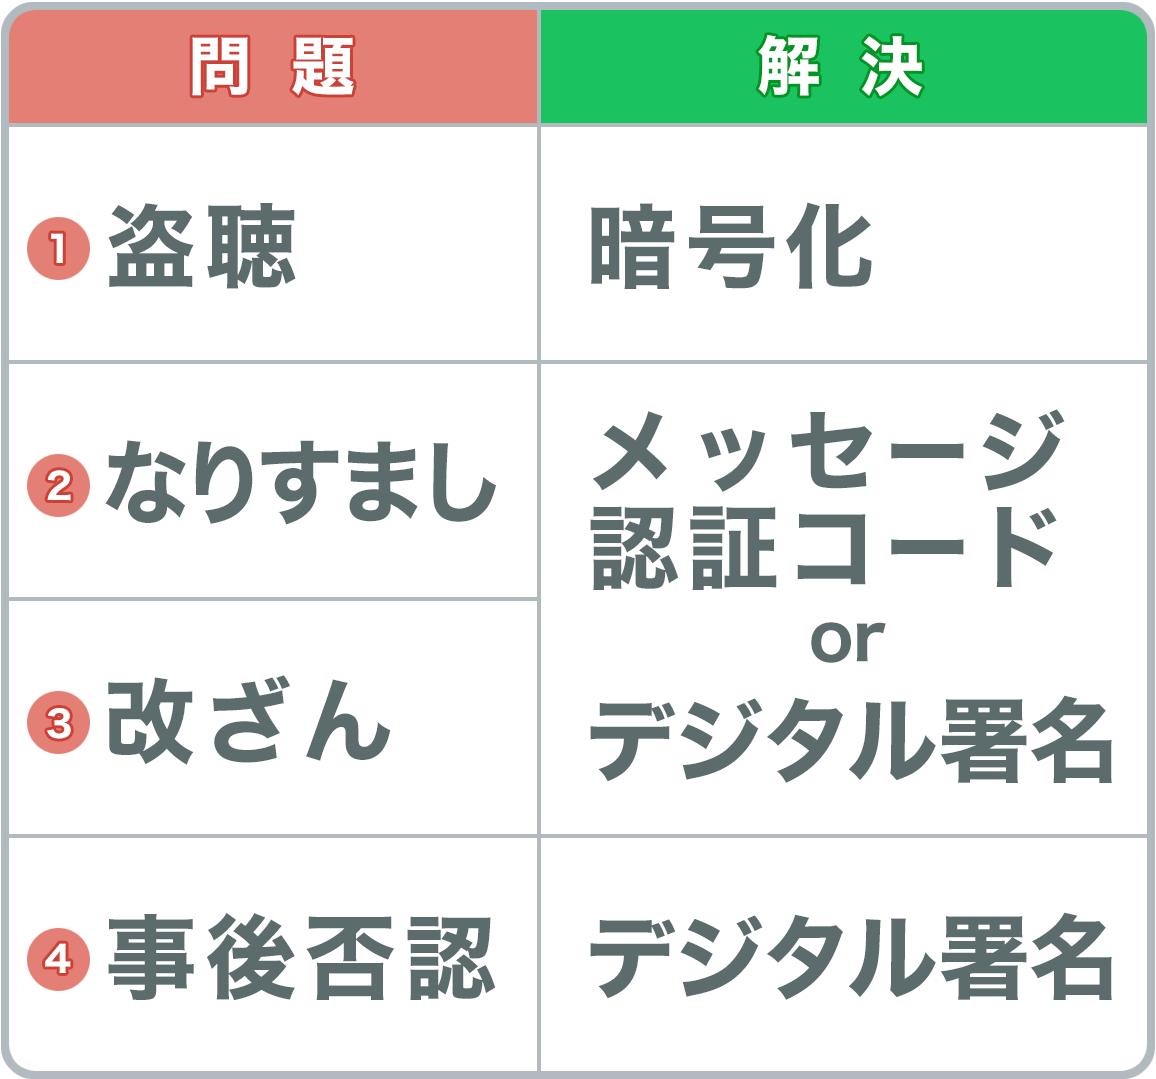 問題 解決
1 盗聴 暗号化
2 なりすまし
メッセージ
認証コード
or
デジタル署名
3 改ざん
4 事後否認 デジタル署名